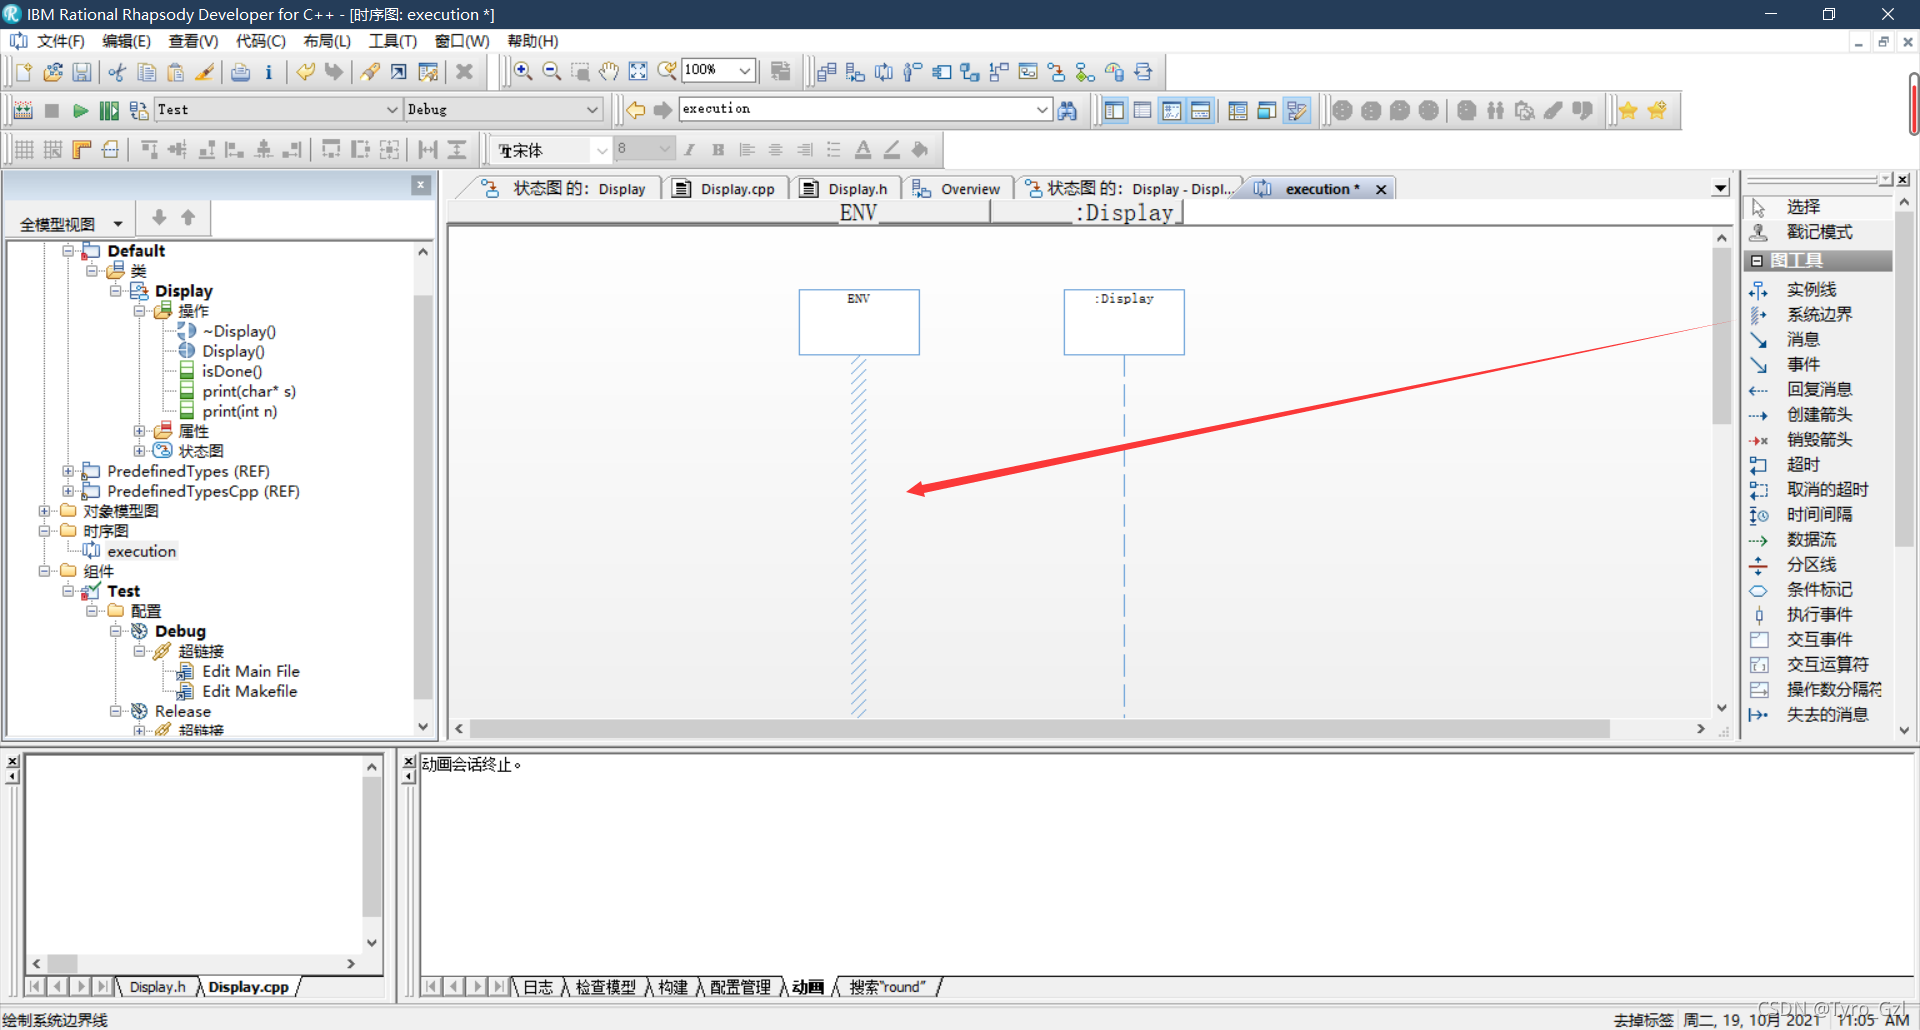 IBM Rational Rhapsody Developer for C++ - [时序图: execution *]
文件(F) 编辑(E) 查看(V) 代码(C) 布局(L) 工具(T) 窗口(W) 帮助(H)
100%
Test Debug execution
宋体 8
状态图 的: Display Display.cpp Display.h Overview 状态图 的: Display - Displ... execution *
ENV :Display
全模型视图
Default
类
Display
操作
~Display()
Display()
isDone()
print(char* s)
print(int n)
属性
状态图
PredefinedTypes (REF)
PredefinedTypesCpp (REF)
对象模型图
时序图
execution
组件
Test
配置
Debug
超链接
Edit Main File
Edit Makefile
Release
超链接
ENV
:Display
选择
戳记模式
图工具
实例线
系统边界
消息
事件
回复消息
创建箭头
销毁箭头
超时
取消的超时
时间间隔
数据流
分区线
条件标记
执行事件
交互事件
交互运算符
操作数分隔符
失去的消息
动画会话终止。
Display.h Display.cpp
日志 检查模型 构建 配置管理 动画 搜索"round"
绘制系统边界线
去掉标签 周二, 19, 10月 2021 11:05 AM
CSDN @Tyro_Gzl